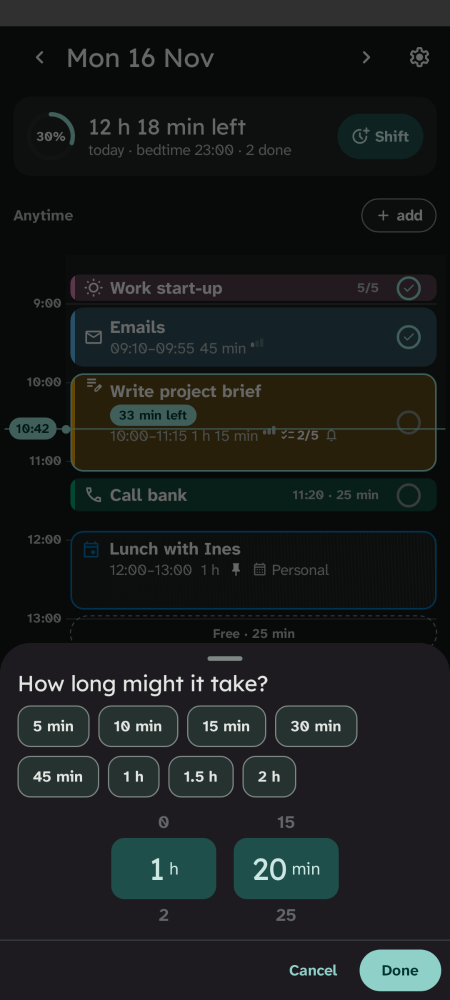 Mon 16 Nov
30%
12 h 18 min left
today · bedtime 23:00 · 2 done
Shift
Anytime
+ add
Work start-up
5/5
9:00
Emails
09:10–09:55 45 min
10:00
Write project brief
33 min left
10:42
10:00–11:15 1 h 15 min 2/5
11:00
Call bank
11:20 · 25 min
12:00
Lunch with Ines
12:00–13:00 1 h Personal
13:00
Free · 25 min
How long might it take?
5 min 10 min 15 min 30 min
45 min 1 h 1.5 h 2 h
0 15
1 h 20 min
2 25
Cancel Done